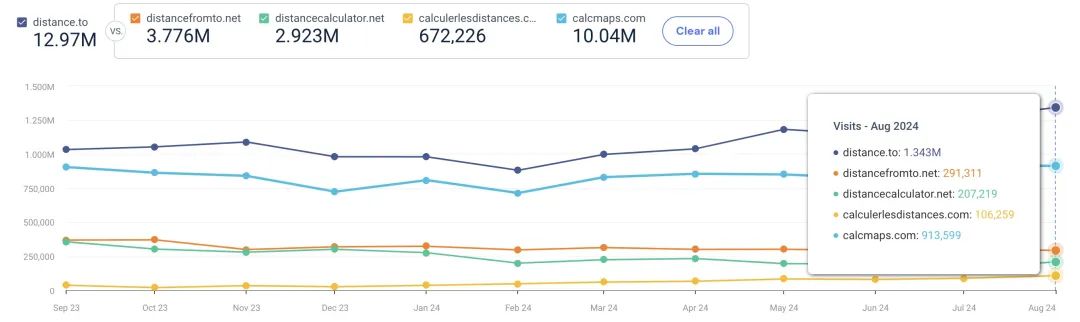 distance.to
12.97M
vs.
distancefromto.net
3.776M
distancecalculator.net
2.923M
calculerlesdistances.c...
672,226
calcmaps.com
10.04M
Clear all
1.500M
1.250M
1.000M
750,000
500,000
250,000
0
Visits - Aug 2024
distance.to: 1.343M
distancefromto.net: 291,311
distancecalculator.net: 207,219
calculerlesdistances.com: 106,259
calcmaps.com: 913,599
Sep 23 Oct 23 Nov 23 Dec 23 Jan 24 Feb 24 Mar 24 Apr 24 May 24 Jun 24 Jul 24 Aug 24